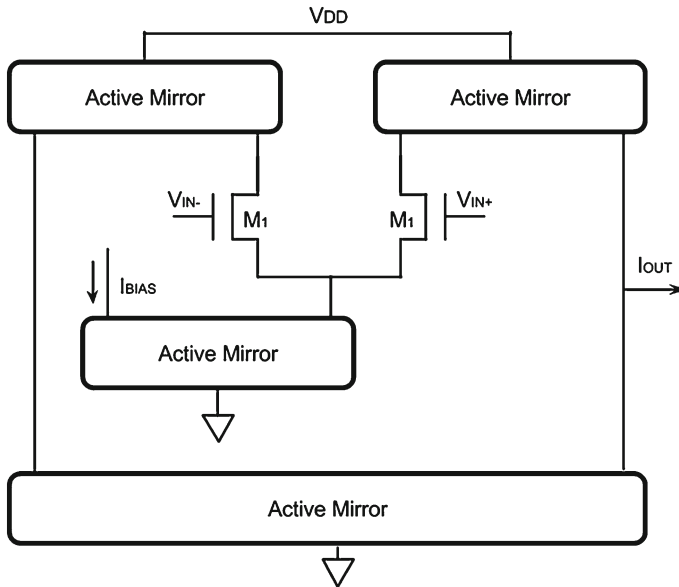 VDD
Active Mirror
Active Mirror
VIN-
M1
M1
VIN+
IBIAS
IOUT
Active Mirror
Active Mirror